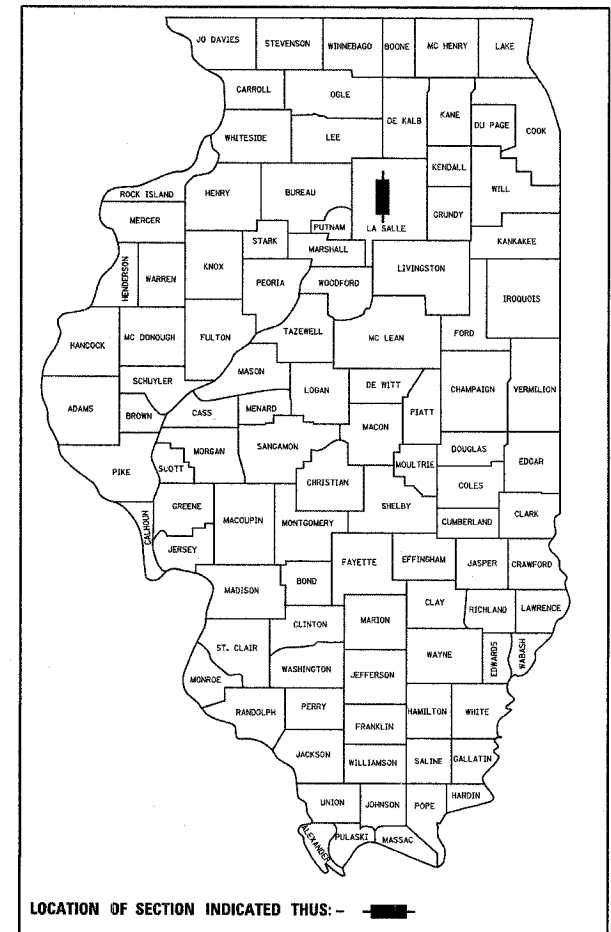 JO DAVIES STEVENSON WINNEBAGO BOONE MC HENRY LAKE
CARROLL OGLE DE KALB KANE DU PAGE COOK
WHITESIDE LEE
KENDALL WILL
ROCK ISLAND HENRY BUREAU LA SALLE GRUNDY
MERCER PUTNAM KANKAKEE
STARK MARSHALL LIVINGSTON
HENDERSON WARREN KNOX PEORIA WOODFORD IROQUOIS
HANCOCK MC DONOUGH FULTON TAZEWELL MC LEAN FORD
MASON
SCHUYLER LOGAN DE WITT CHAMPAIGN VERMILION
ADAMS BROWN CASS MENARD MACON PIATT
PIKE SCOTT MORGAN SANGAMON MOULTRIE DOUGLAS EDGAR
CHRISTIAN COLES
CALHOUN GREENE MACOUPIN MONTGOMERY SHELBY CUMBERLAND CLARK
JERSEY
MADISON BOND FAYETTE EFFINGHAM JASPER CRAWFORD
CLAY RICHLAND LAWRENCE
ST. CLAIR CLINTON MARION WAYNE EDWARDS WABASH
MONROE WASHINGTON JEFFERSON
RANDOLPH PERRY FRANKLIN HAMILTON WHITE
JACKSON WILLIAMSON SALINE GALLATIN
UNION JOHNSON POPE HARDIN
ALEXANDER PULASKI MASSAC
LOCATION OF SECTION INDICATED THUS: -